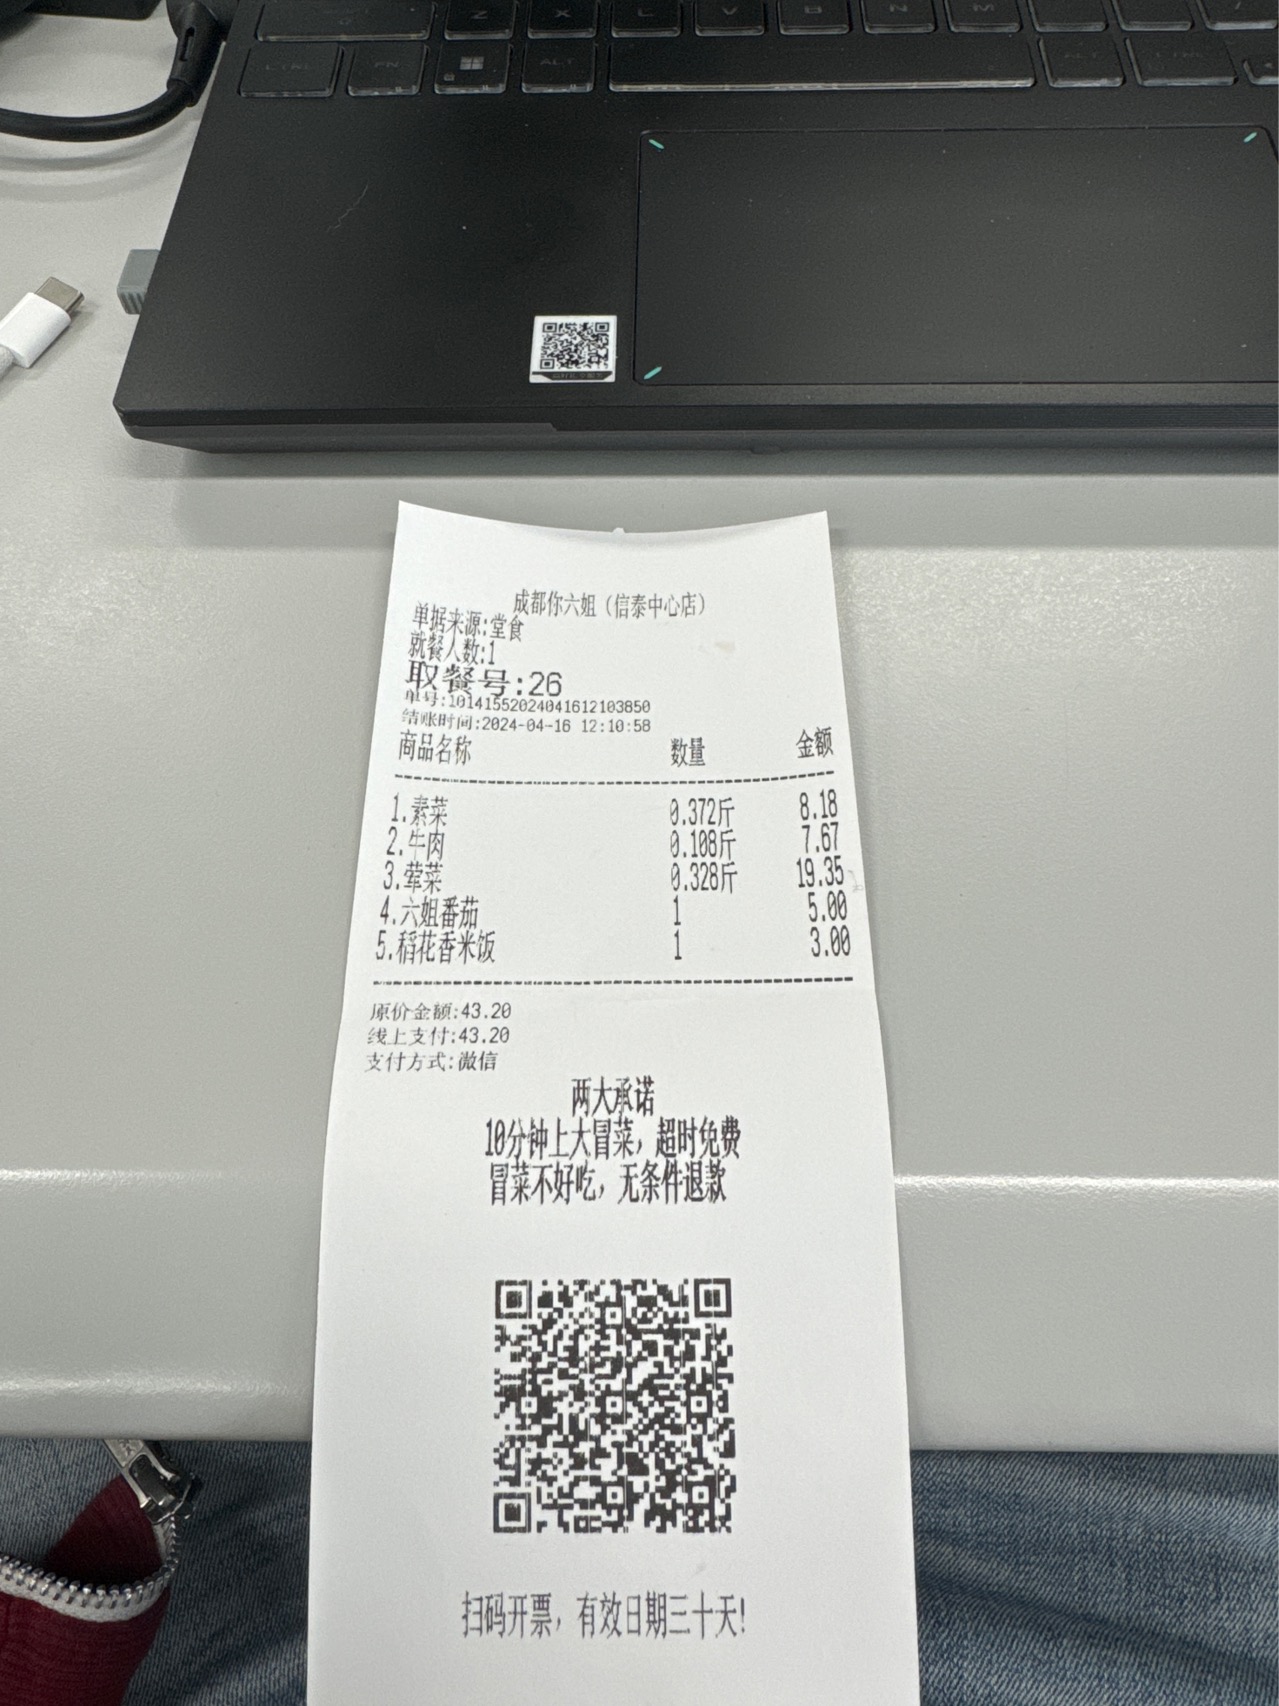 Z X C V B N M
CTRL FN ALT ALT CTRL
成都你六姐（信泰中心店）
单据来源:堂食
就餐人数:1
取餐号:26
单号:10141552024041612103850
结账时间:2024-04-16 12:10:58
商品名称 数量 金额
1.素菜 0.372斤 8.18
2.牛肉 0.108斤 7.67
3.荤菜 0.328斤 19.35
4.六姐番茄 1 5.00
5.稻花香米饭 1 3.00
原价金额:43.20
线上支付:43.20
支付方式:微信
两大承诺
10分钟上大冒菜，超时免费
冒菜不好吃，无条件退款
扫码开票，有效日期三十天!